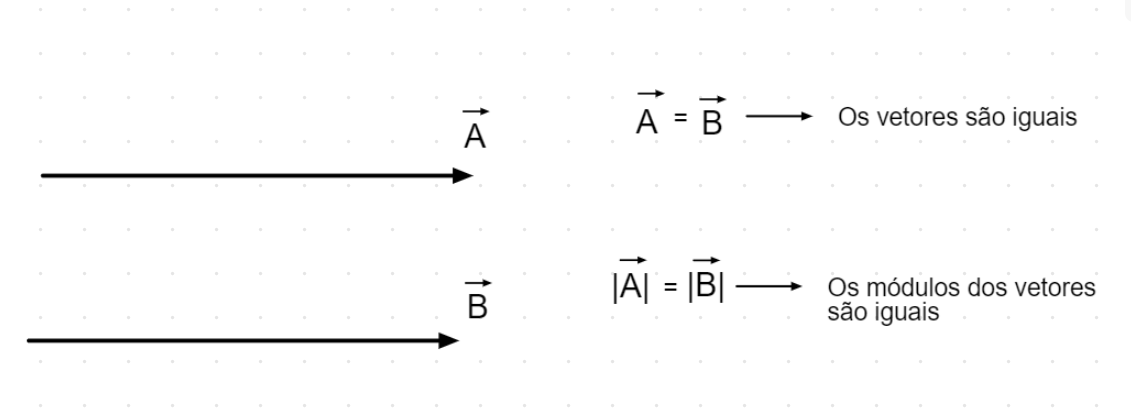 A
A = B Os vetores são iguais
B
|A| = |B| Os módulos dos vetores
são iguais